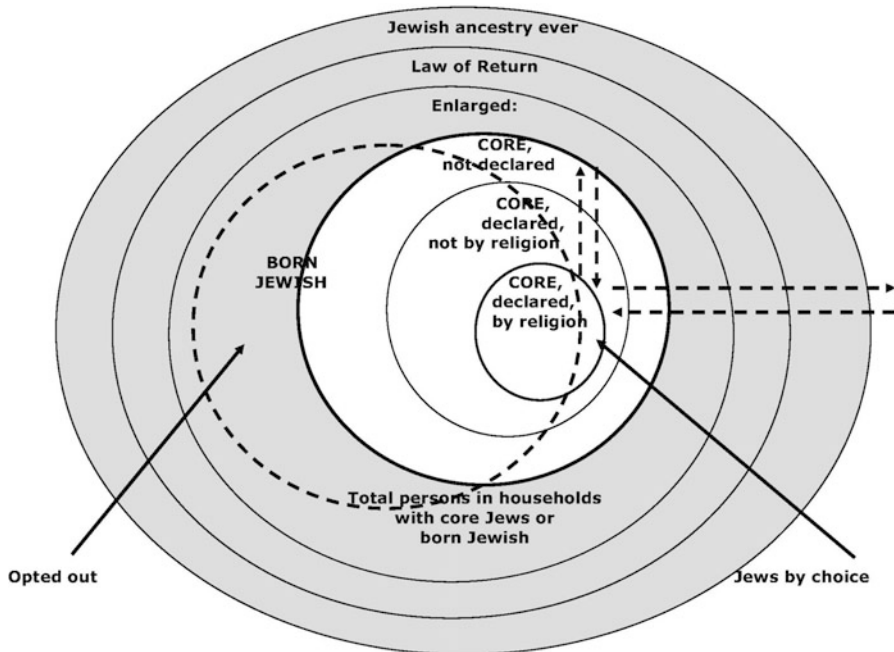 Jewish ancestry ever
Law of Return
Enlarged:
CORE,
not declared
CORE,
declared,
not by religion
BORN
JEWISH
CORE,
declared,
by religion
Total persons in households
with core Jews or
born Jewish
Opted out
Jews by choice